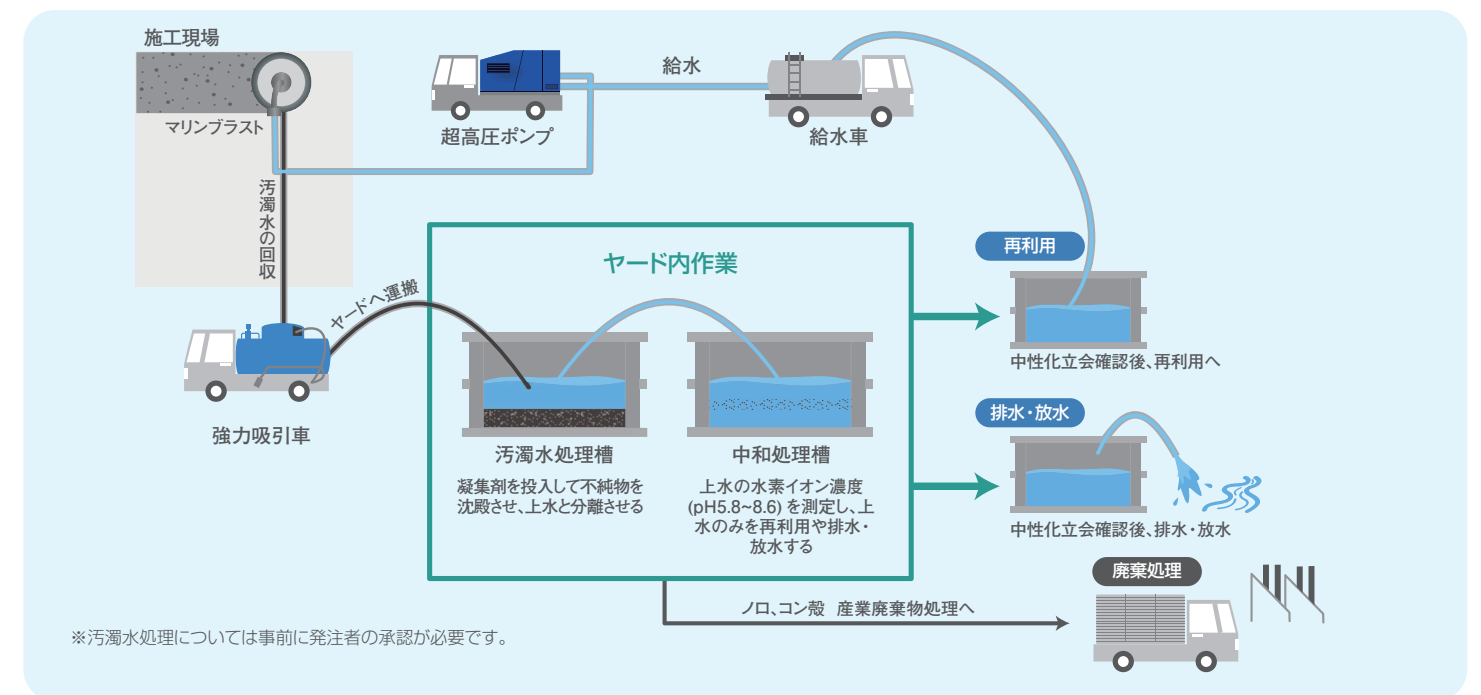 施工現場
マリンブラスト
超高圧ポンプ
給水
給水車
汚濁水の回収
強力吸引車
ヤードへ運搬
ヤード内作業
汚濁水処理槽
凝集剤を投入して不純物を
沈殿させ、上水と分離させる
中和処理槽
上水の水素イオン濃度
(pH5.8~8.6) を測定し、上
水のみを再利用や排水・
放水する
再利用
中性化立会確認後、再利用へ
排水・放水
中性化立会確認後、排水・放水
廃棄処理
ノロ、コン殻 産業廃棄物処理へ
※汚濁水処理については事前に発注者の承認が必要です。